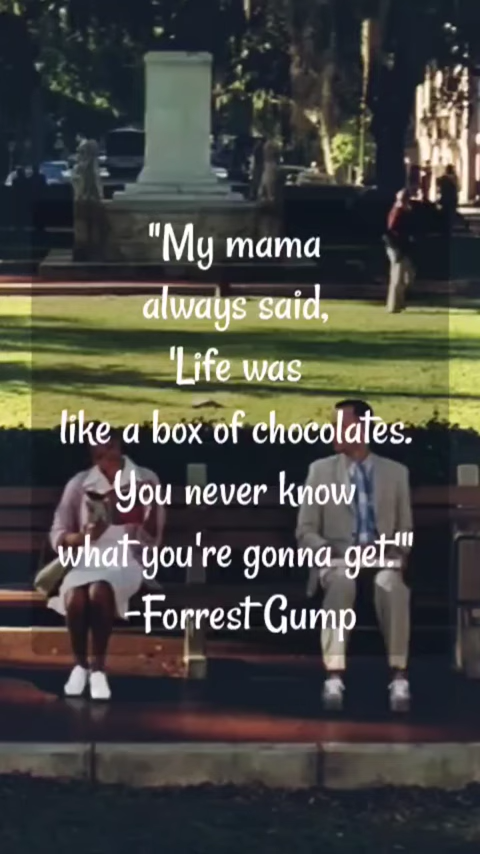 "My mama
always said,
'Life was
like a box of chocolates.
You never know
what you're gonna get.'"
-Forrest Gump